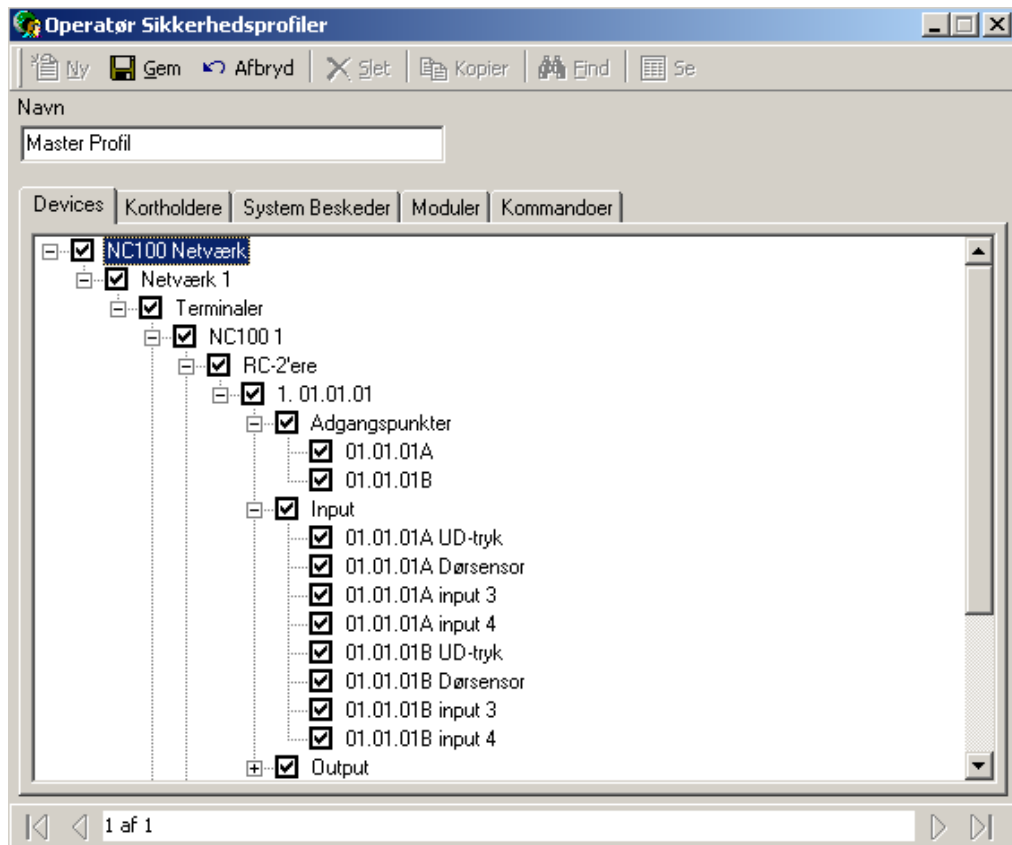 Operatør Sikkerhedsprofiler
Ny Gem Afbryd Slet Kopier Find Se
Navn
Master Profil
Devices Kortholdere System Beskeder Moduler Kommandoer
NC100 Netværk
Netværk 1
Terminaler
NC100 1
RC-2'ere
1. 01.01.01
Adgangspunkter
01.01.01A
01.01.01B
Input
01.01.01A UD-tryk
01.01.01A Dørsensor
01.01.01A input 3
01.01.01A input 4
01.01.01B UD-tryk
01.01.01B Dørsensor
01.01.01B input 3
01.01.01B input 4
Output
1 af 1